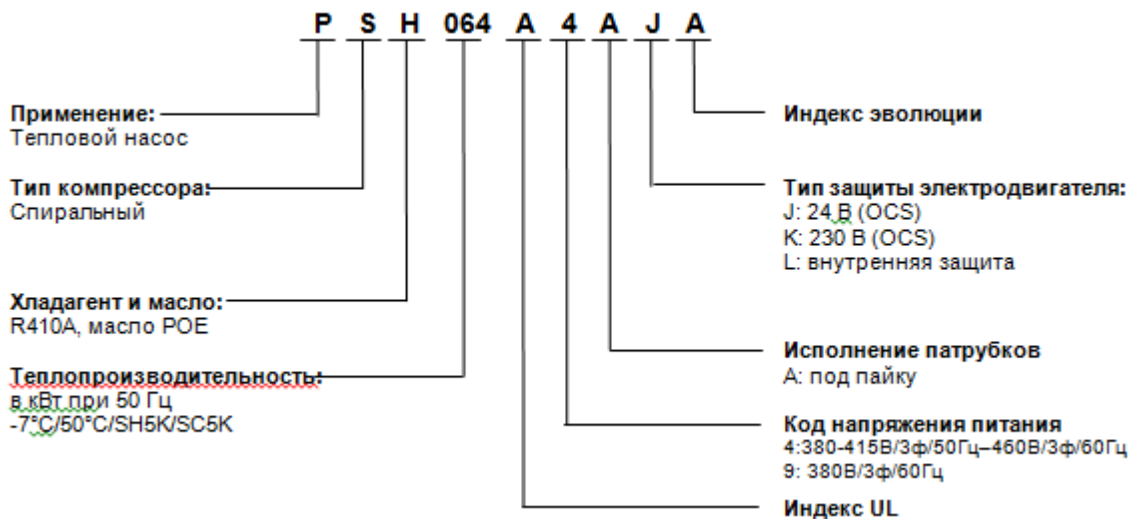 P S H 064 A 4 A J A
Применение:
Тепловой насос
Тип компрессора:
Спиральный
Хладагент и масло:
R410A, масло POE
Теплопроизводительность:
в кВт при 50 Гц
-7°C/50°C/SH5K/SC5K
Индекс эволюции
Тип защиты электродвигателя:
J: 24 В (OCS)
K: 230 В (OCS)
L: внутренняя защита
Исполнение патрубков
A: под пайку
Код напряжения питания
4:380-415В/3ф/50Гц–460В/3ф/60Гц
9: 380В/3ф/60Гц
Индекс UL